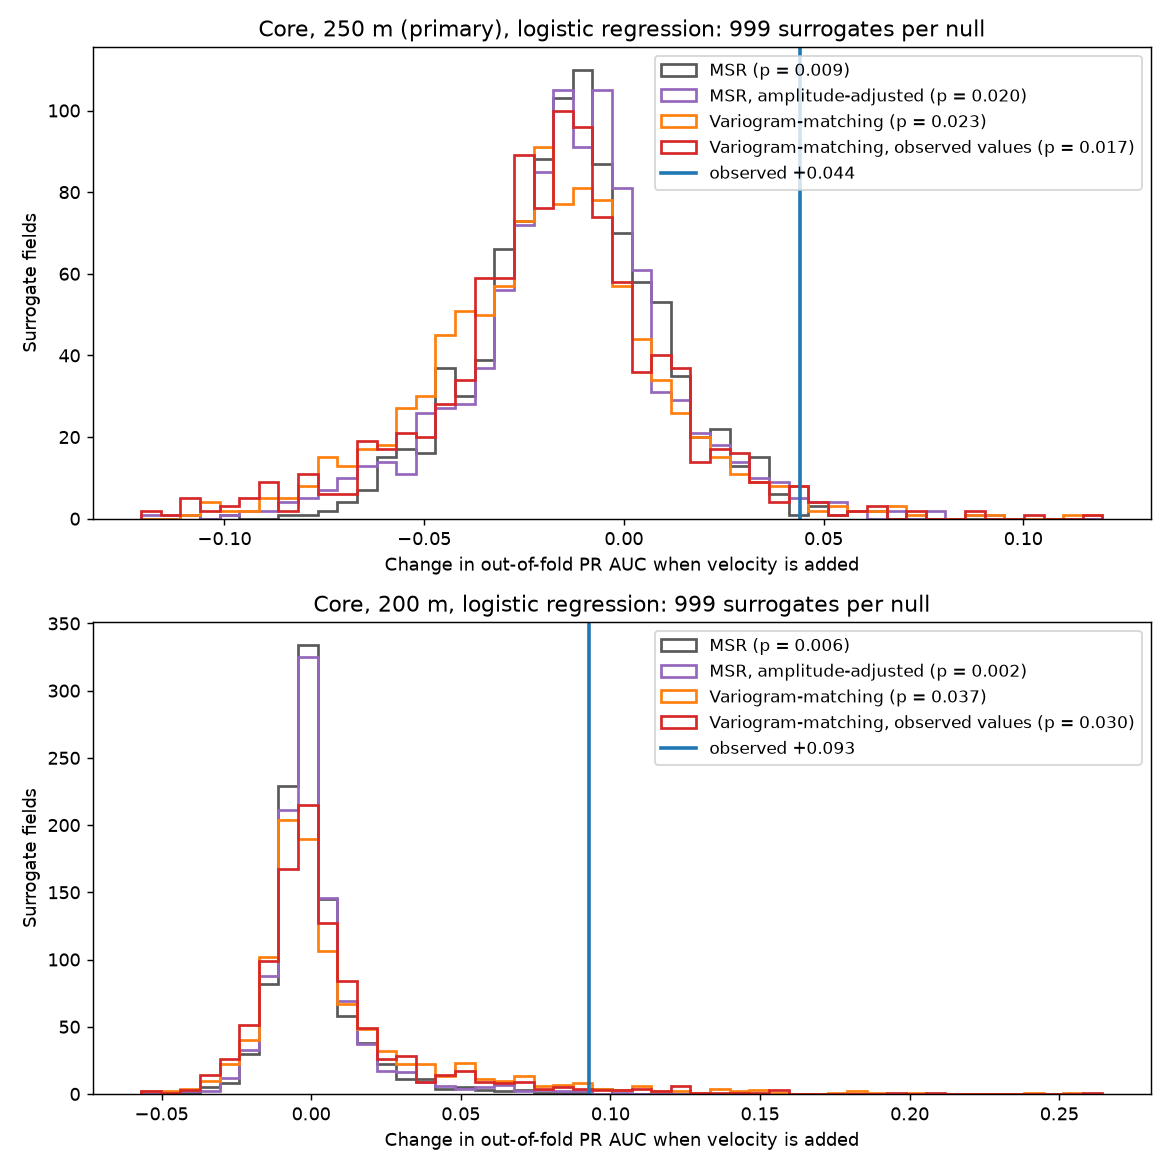 Core, 250 m (primary), logistic regression: 999 surrogates per null
MSR (p = 0.009)
MSR, amplitude-adjusted (p = 0.020)
Variogram-matching (p = 0.023)
Variogram-matching, observed values (p = 0.017)
observed +0.044
Surrogate fields
100
80
60
40
20
0
−0.10
−0.05
0.00
0.05
0.10
Change in out-of-fold PR AUC when velocity is added
Core, 200 m, logistic regression: 999 surrogates per null
MSR (p = 0.006)
MSR, amplitude-adjusted (p = 0.002)
Variogram-matching (p = 0.037)
Variogram-matching, observed values (p = 0.030)
observed +0.093
Surrogate fields
350
300
250
200
150
100
50
0
−0.05
0.00
0.05
0.10
0.15
0.20
0.25
Change in out-of-fold PR AUC when velocity is added